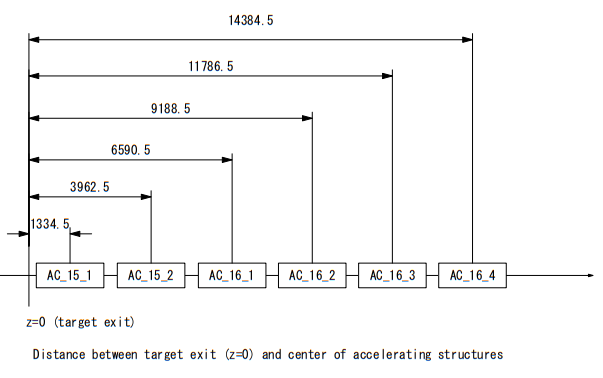 14384.5
11786.5
9188.5
6590.5
3962.5
1334.5
AC_15_1 AC_15_2 AC_16_1 AC_16_2 AC_16_3 AC_16_4
z=0 (target exit)
Distance between target exit (z=0) and center of accelerating structures